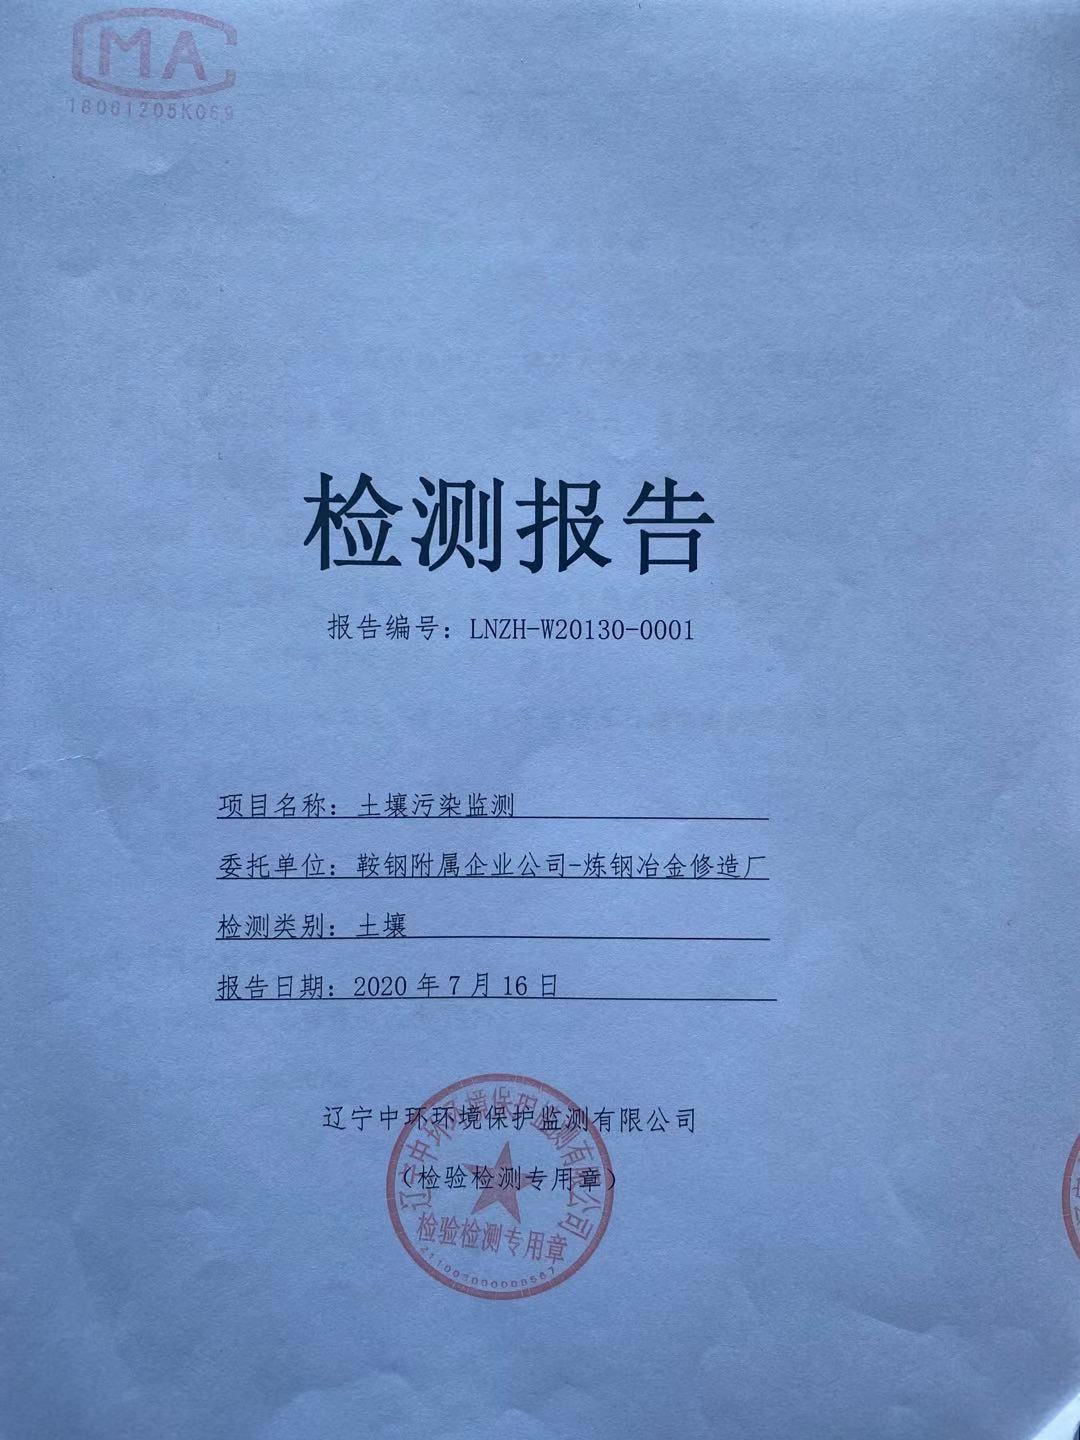 MA
18061205K069
检测报告
报告编号：LNZH-W20130-0001
项目名称：土壤污染监测
委托单位：鞍钢附属企业公司-炼钢冶金修造厂
检测类别：土壤
报告日期：2020 年 7 月 16 日
辽宁中环环境保护监测有限公司
（检验检测专用章）
辽宁中环环境保护监测有限公司
检验检测专用章